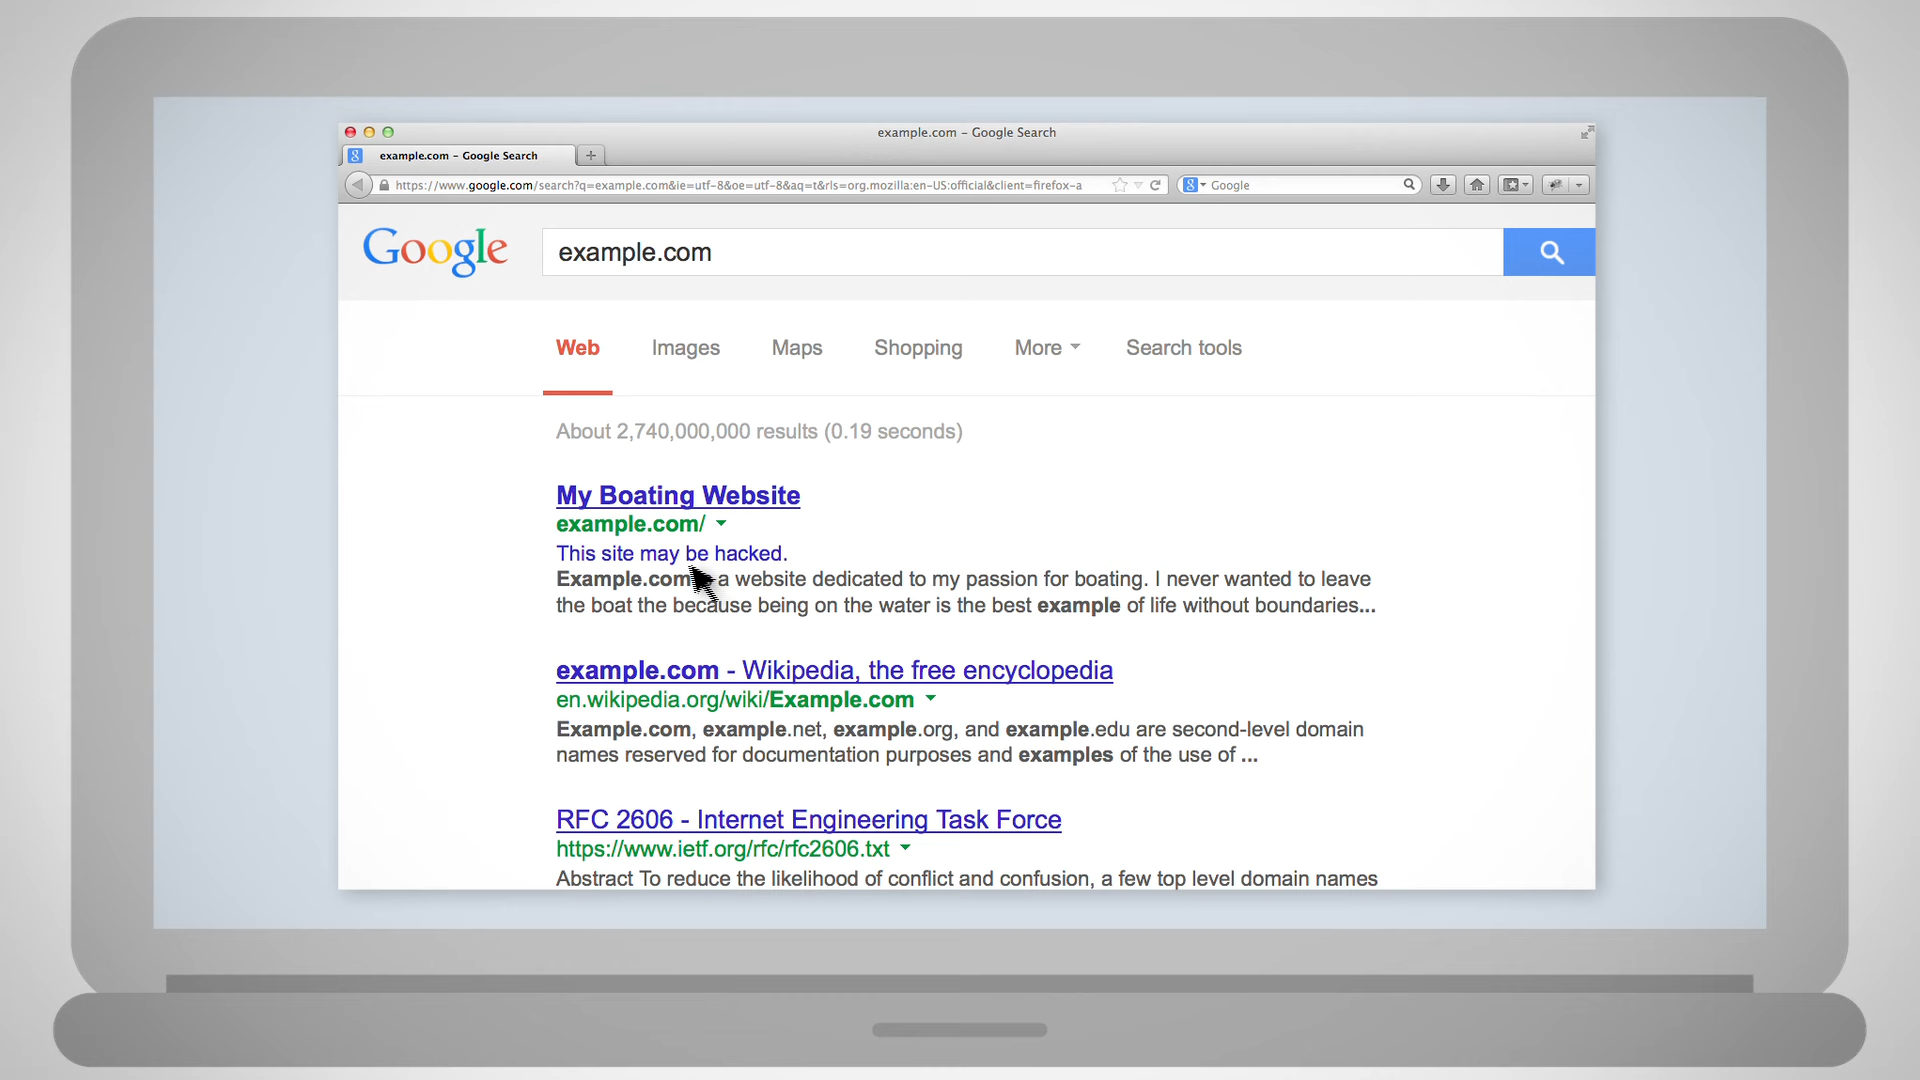 example.com – Google Search
example.com – Google Search
https://www.google.com/search?q=example.com&ie=utf-8&oe=utf-8&aq=t&rls=org.mozilla:en-US:official&client=firefox-a
Google
Google
example.com
Web Images Maps Shopping More Search tools
About 2,740,000,000 results (0.19 seconds)
My Boating Website
example.com/
This site may be hacked.
Example.com a website dedicated to my passion for boating. I never wanted to leave
the boat the because being on the water is the best example of life without boundaries...
example.com - Wikipedia, the free encyclopedia
en.wikipedia.org/wiki/Example.com
Example.com, example.net, example.org, and example.edu are second-level domain
names reserved for documentation purposes and examples of the use of ...
RFC 2606 - Internet Engineering Task Force
https://www.ietf.org/rfc/rfc2606.txt
Abstract To reduce the likelihood of conflict and confusion, a few top level domain names